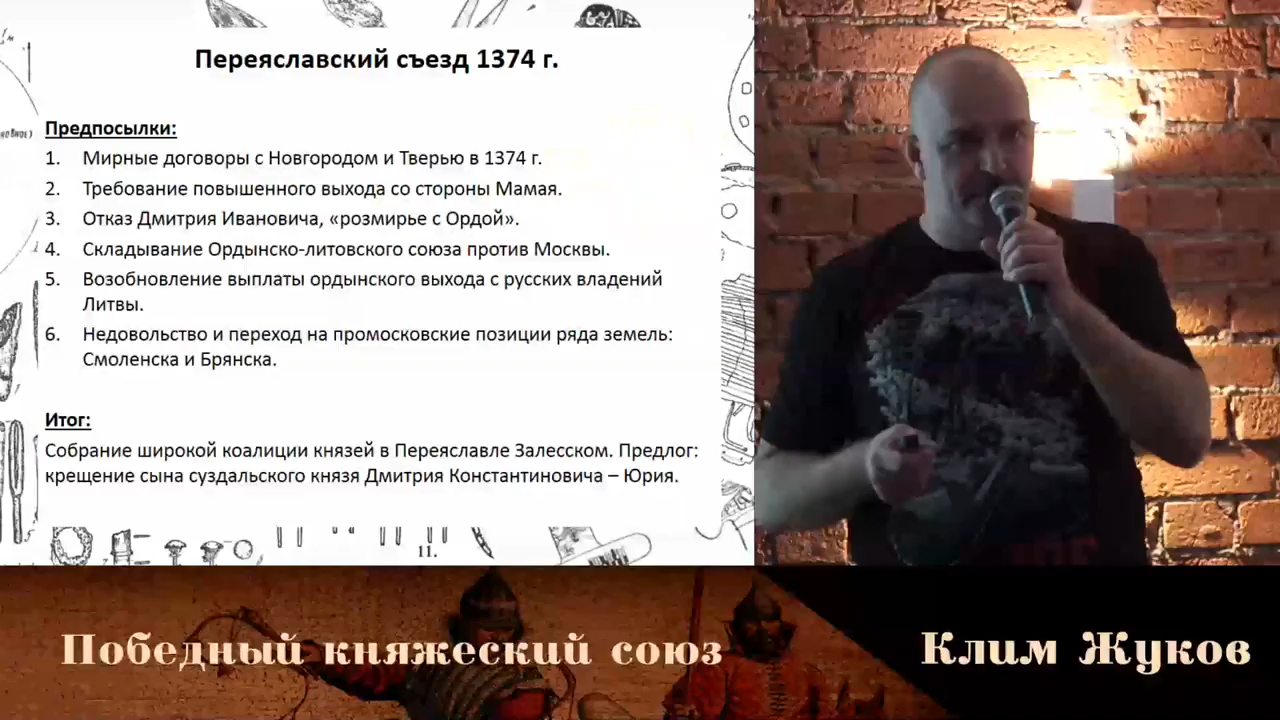 Переяславский съезд 1374 г.
Предпосылки:
1. Мирные договоры с Новгородом и Тверью в 1374 г.
2. Требование повышенного выхода со стороны Мамая.
3. Отказ Дмитрия Ивановича, «розмирье с Ордой».
4. Складывание Ордынско-литовского союза против Москвы.
5. Возобновление выплаты ордынского выхода с русских владений
Литвы.
6. Недовольство и переход на промосковские позиции ряда земель:
Смоленска и Брянска.
Итог:
Собрание широкой коалиции князей в Переяславле Залесском. Предлог:
крещение сына суздальского князя Дмитрия Константиновича – Юрия.
11.
Победный княжеский союз
Клим Жуков